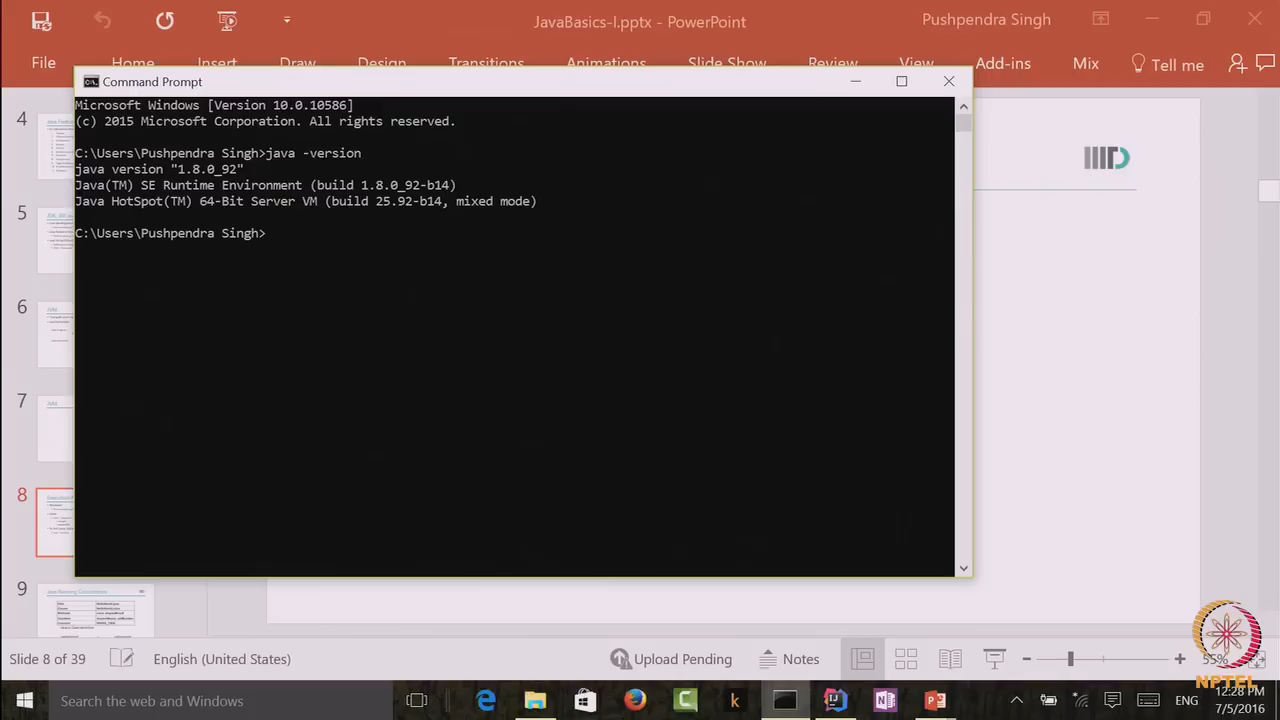 JavaBasics-I.pptx - PowerPoint
Pushpendra Singh
File Home Insert Draw Design Transitions Animations Slide Show Review View Add-ins Mix Tell me
Command Prompt
Microsoft Windows [Version 10.0.10586]
(c) 2015 Microsoft Corporation. All rights reserved.
C:\Users\Pushpendra Singh>java -version
java version "1.8.0_92"
Java(TM) SE Runtime Environment (build 1.8.0_92-b14)
Java HotSpot(TM) 64-Bit Server VM (build 25.92-b14, mixed mode)
C:\Users\Pushpendra Singh>
4
5
6
7
8
9
Slide 8 of 39
English (United States)
Upload Pending
Notes
55%
NPTEL
Search the web and Windows
ENG
12:28 PM
7/5/2016